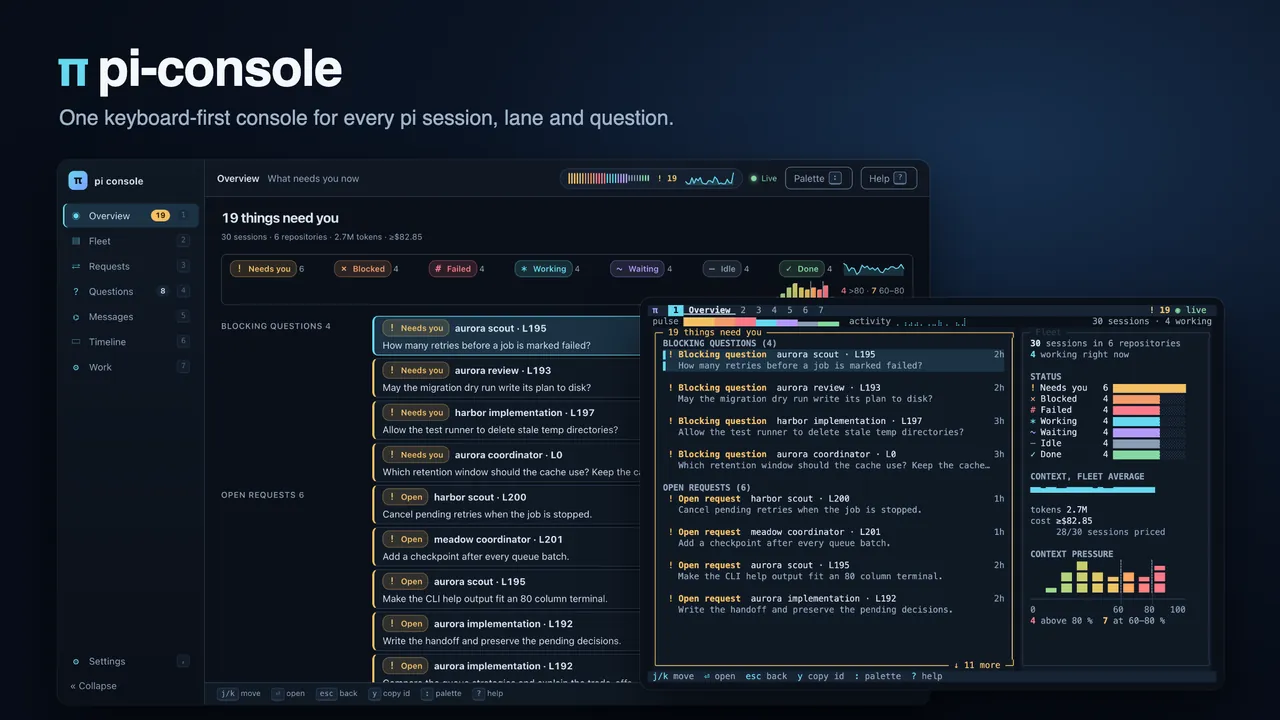 π pi-console
One keyboard-first console for every pi session, lane and question.
π pi console
Overview 19 1
Fleet 2
Requests 3
Questions 8 4
Messages 5
Timeline 6
Work 7
Settings ,
« Collapse
Overview What needs you now
! 19
Live
Palette :
Help ?
19 things need you
30 sessions · 6 repositories · 2.7M tokens · ≥$82.85
! Needs you 6
× Blocked 4
# Failed 4
* Working 4
~ Waiting 4
– Idle 4
✓ Done 4
4 >80 · 7 60–80
BLOCKING QUESTIONS 4
! Needs you aurora scout · L195
How many retries before a job is marked failed?
! Needs you aurora review · L193
May the migration dry run write its plan to disk?
! Needs you harbor implementation · L197
Allow the test runner to delete stale temp directories?
! Needs you aurora coordinator · L0
Which retention window should the cache use? Keep the ca
OPEN REQUESTS 6
! Open harbor scout · L200
Cancel pending retries when the job is stopped.
! Open meadow coordinator · L201
Add a checkpoint after every queue batch.
! Open aurora scout · L195
Make the CLI help output fit an 80 column terminal.
! Open aurora implementation · L192
Write the handoff and preserve the pending decisions.
! Open aurora implementation · L192
j/k move ⏎ open esc back y copy id : palette ? help
π 1 Overview 2 3 4 5 6 7
! 19 ◉ live
pulse
activity
30 sessions · 4 working
19 things need you
BLOCKING QUESTIONS (4)
! Blocking question aurora scout · L195 2h
How many retries before a job is marked failed?
! Blocking question aurora review · L193 2h
May the migration dry run write its plan to disk?
! Blocking question harbor implementation · L197 3h
Allow the test runner to delete stale temp directories?
! Blocking question aurora coordinator · L0 3h
Which retention window should the cache use? Keep the cache…
OPEN REQUESTS (6)
! Open request harbor scout · L200 1h
Cancel pending retries when the job is stopped.
! Open request meadow coordinator · L201 1h
Add a checkpoint after every queue batch.
! Open request aurora scout · L195 2h
Make the CLI help output fit an 80 column terminal.
! Open request aurora implementation · L192 2h
Write the handoff and preserve the pending decisions.
↓ 11 more
Fleet
30 sessions in 6 repositories
4 working right now
STATUS
! Needs you 6
× Blocked 4
# Failed 4
* Working 4
~ Waiting 4
– Idle 4
✓ Done 4
CONTEXT, FLEET AVERAGE
tokens 2.7M
cost ≥$82.85
28/30 sessions priced
CONTEXT PRESSURE
0 60 80 100
4 above 80 % 7 at 60–80 %
j/k move ⏎ open esc back y copy id : palette ? help